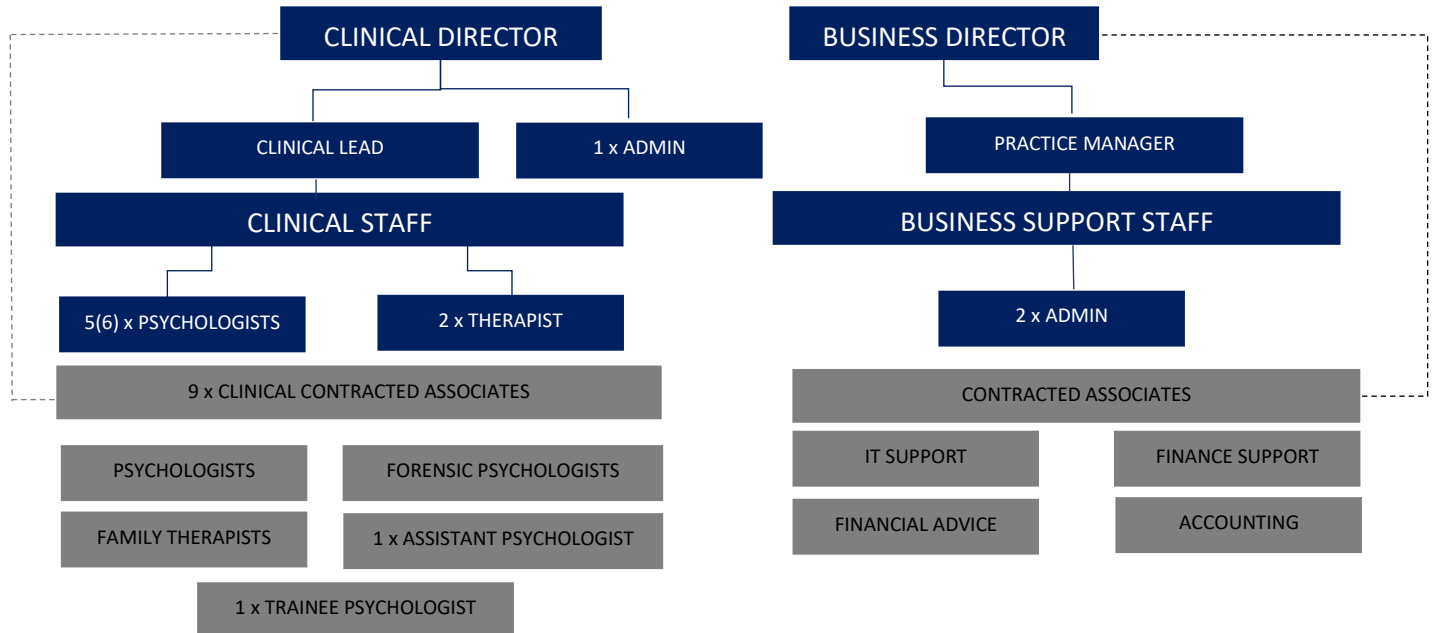 CLINICAL DIRECTOR
BUSINESS DIRECTOR
CLINICAL LEAD
1 x ADMIN
PRACTICE MANAGER
CLINICAL STAFF
BUSINESS SUPPORT STAFF
5(6) x PSYCHOLOGISTS
2 x THERAPIST
2 x ADMIN
9 x CLINICAL CONTRACTED ASSOCIATES
CONTRACTED ASSOCIATES
PSYCHOLOGISTS
FORENSIC PSYCHOLOGISTS
IT SUPPORT
FINANCE SUPPORT
FAMILY THERAPISTS
1 x ASSISTANT PSYCHOLOGIST
FINANCIAL ADVICE
ACCOUNTING
1 x TRAINEE PSYCHOLOGIST